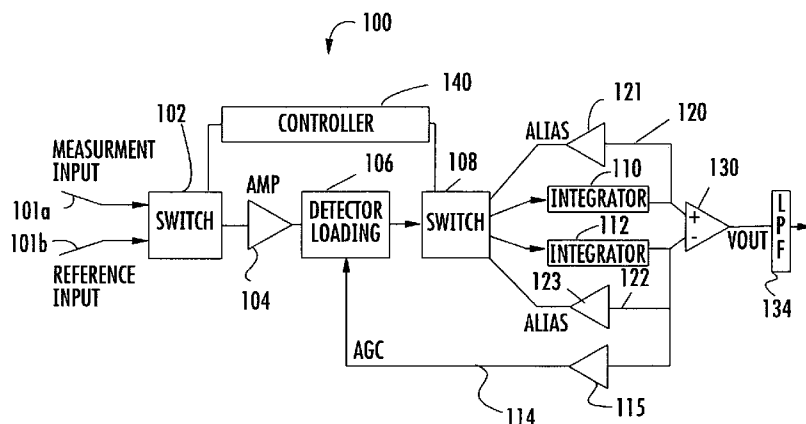 100
140
CONTROLLER
102
MEASURMENT
INPUT
101a
101b
REFERENCE
INPUT
SWITCH
AMP
104
106
DETECTOR
LOADING
108
SWITCH
121
120
ALIAS
110
INTEGRATOR
112
INTEGRATOR
123
122
ALIAS
130
+
-
VOUT
L
P
F
134
AGC
114
115